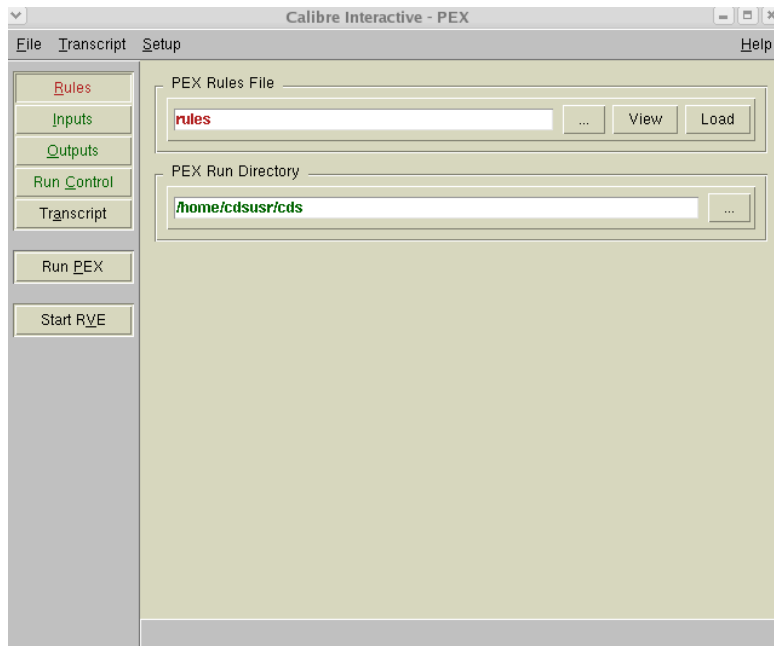 Calibre Interactive - PEX
File Transcript Setup Help
Rules
Inputs
Outputs
Run Control
Transcript
Run PEX
Start RVE
PEX Rules File
rules ... View Load
PEX Run Directory
/home/cdsusr/cds ...